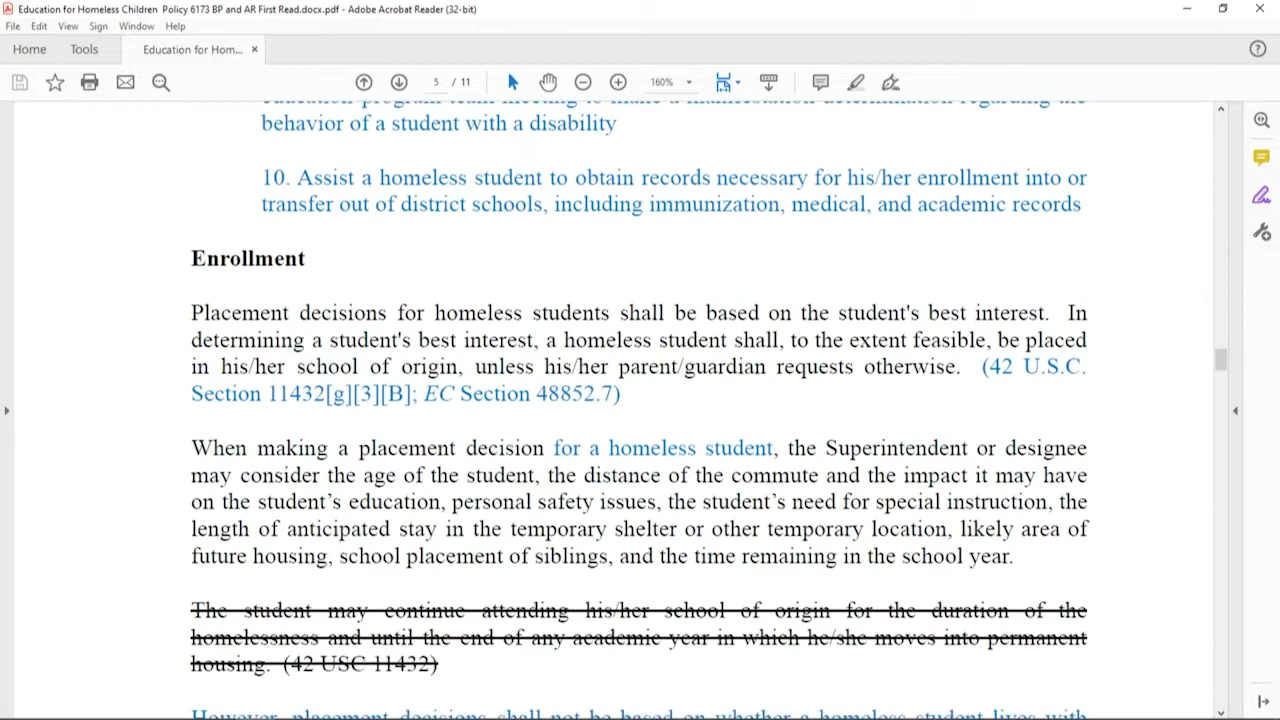 Education for Homeless Children Policy 6173 BP and AR First Read.docx.pdf - Adobe Acrobat Reader (32-bit)
File Edit View Sign Window Help
Home Tools Education for Hom... ×
5 / 11 160%
education program team meeting to make a manifestation determination regarding the
behavior of a student with a disability
10. Assist a homeless student to obtain records necessary for his/her enrollment into or
transfer out of district schools, including immunization, medical, and academic records
Enrollment
Placement decisions for homeless students shall be based on the student's best interest. In
determining a student's best interest, a homeless student shall, to the extent feasible, be placed
in his/her school of origin, unless his/her parent/guardian requests otherwise. (42 U.S.C.
Section 11432[g][3][B]; EC Section 48852.7)
When making a placement decision for a homeless student, the Superintendent or designee
may consider the age of the student, the distance of the commute and the impact it may have
on the student’s education, personal safety issues, the student’s need for special instruction, the
length of anticipated stay in the temporary shelter or other temporary location, likely area of
future housing, school placement of siblings, and the time remaining in the school year.
The student may continue attending his/her school of origin for the duration of the
homelessness and until the end of any academic year in which he/she moves into permanent
housing. (42 USC 11432)
However, placement decisions shall not be based on whether a homeless student lives with